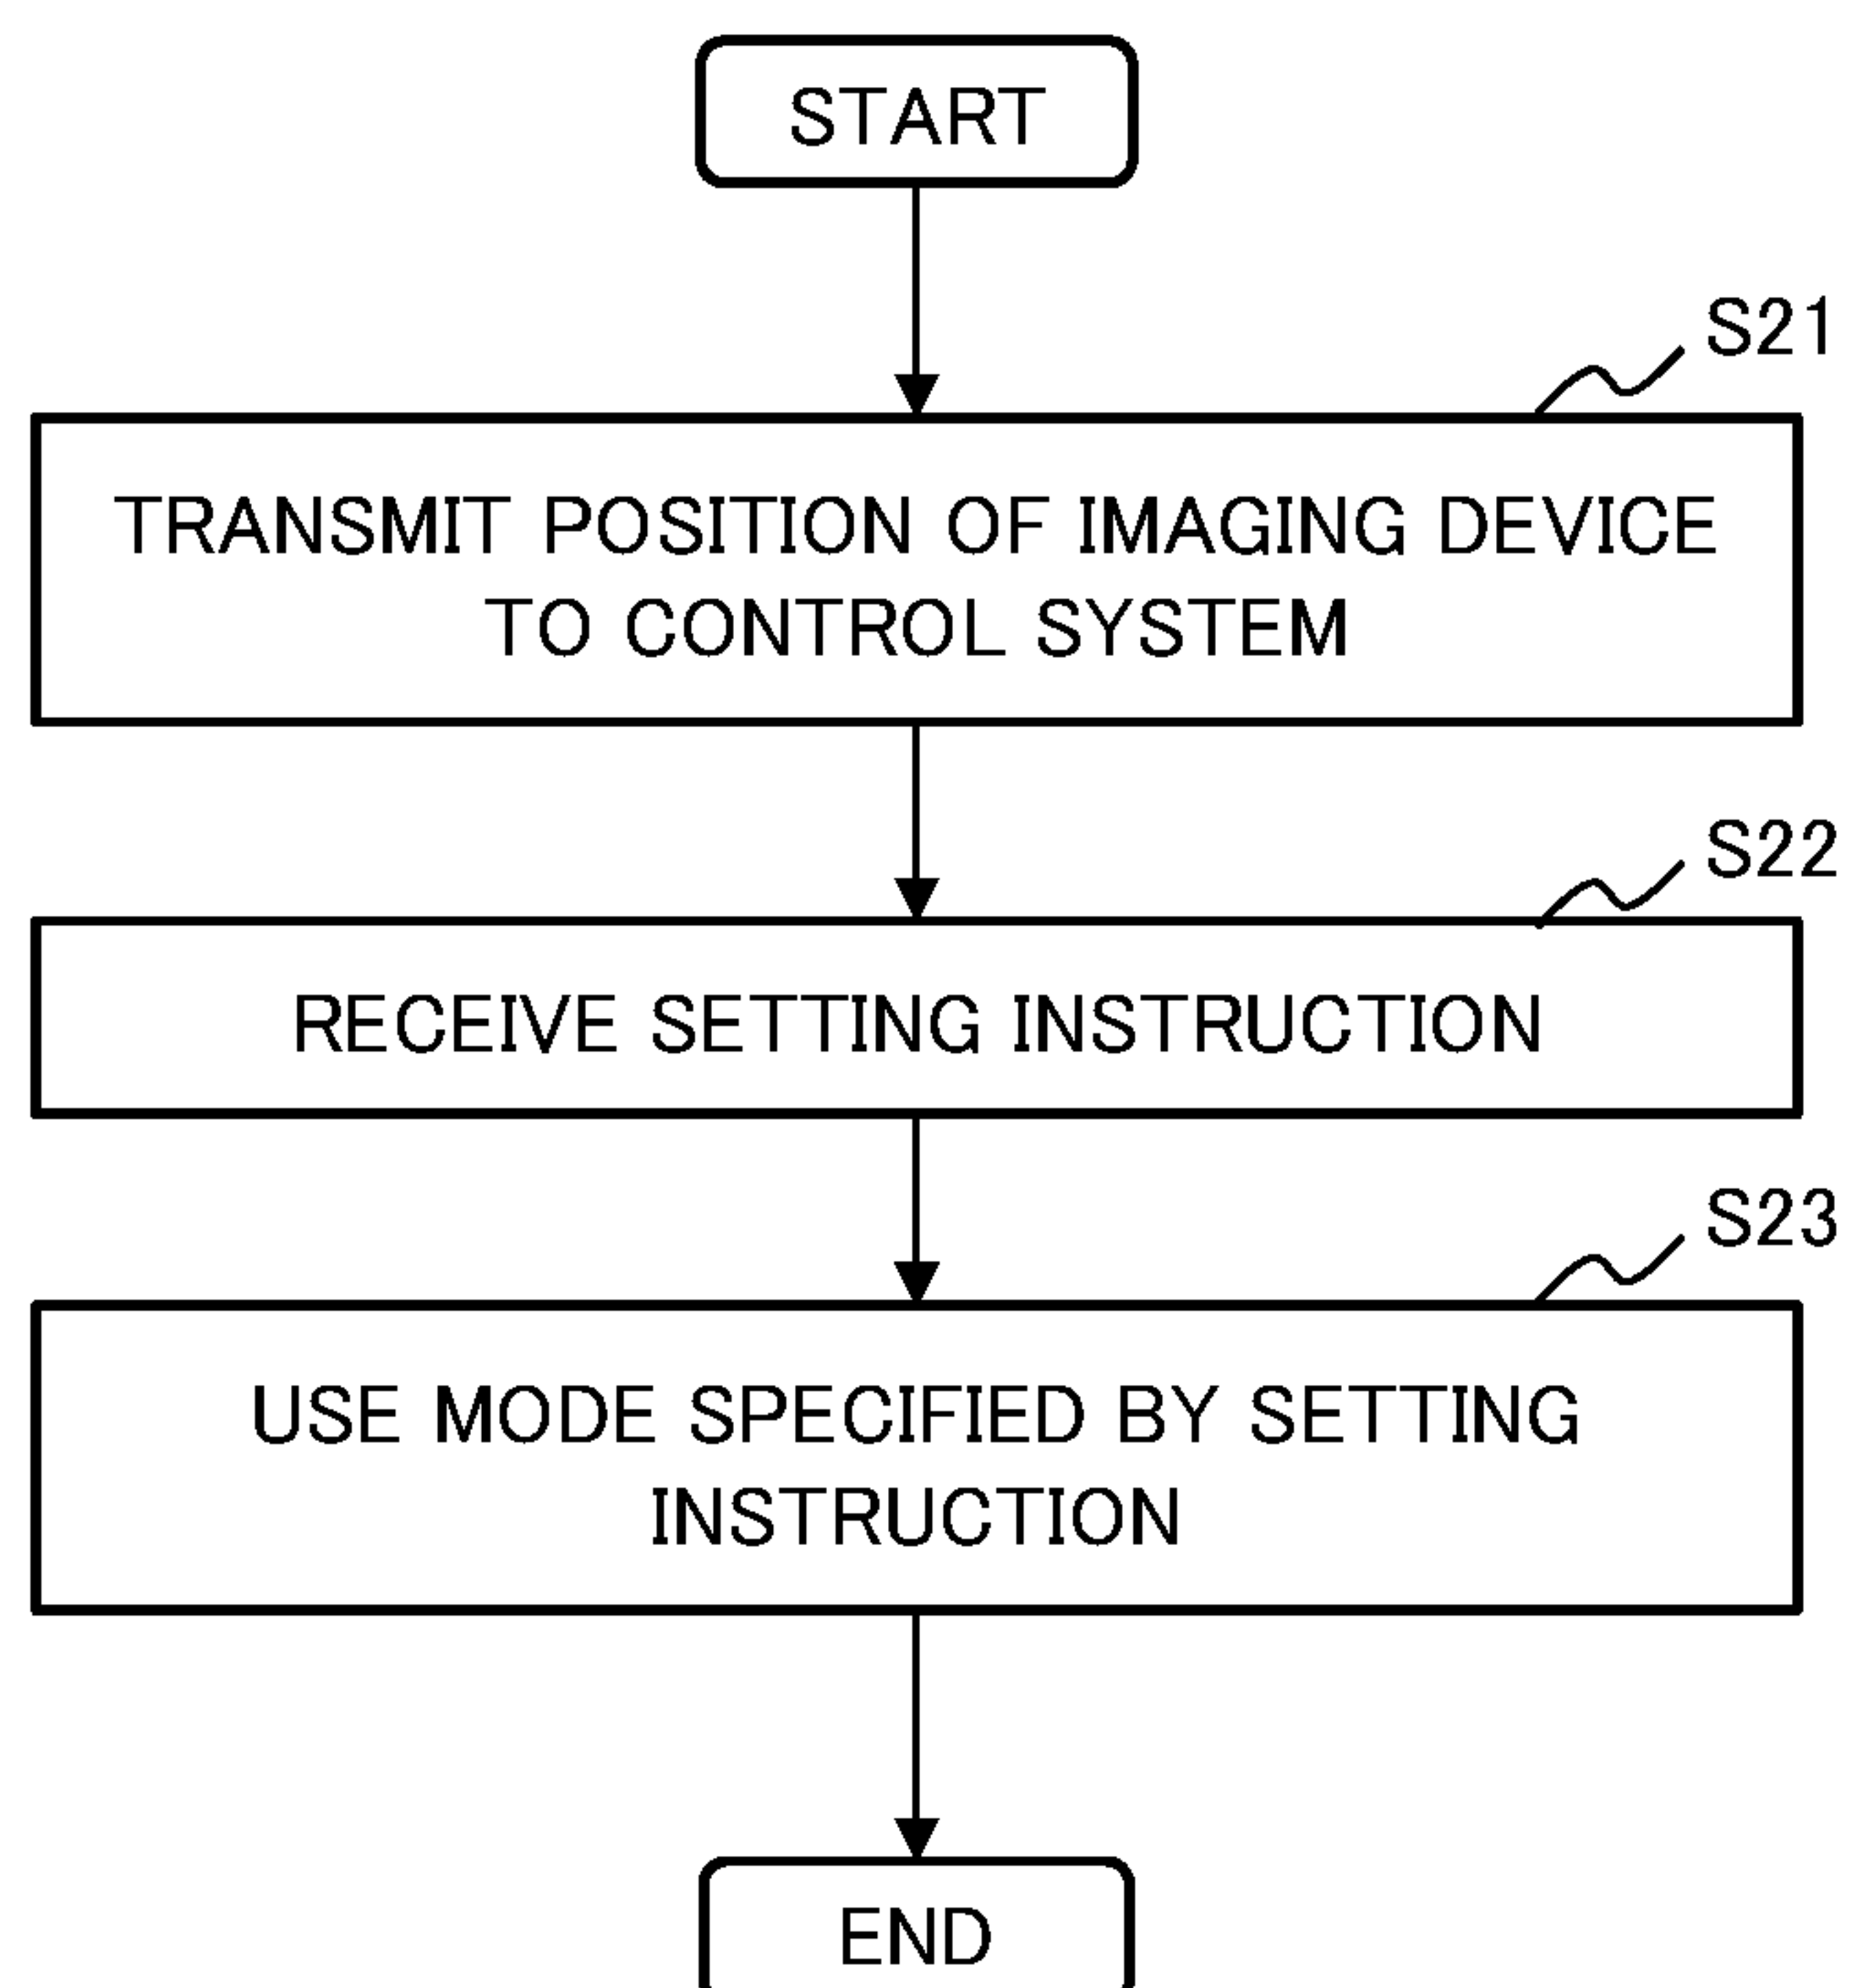 START
S21
TRANSMIT POSITION OF IMAGING DEVICE
TO CONTROL SYSTEM
S22
RECEIVE SETTING INSTRUCTION
S23
USE MODE SPECIFIED BY SETTING
INSTRUCTION
END